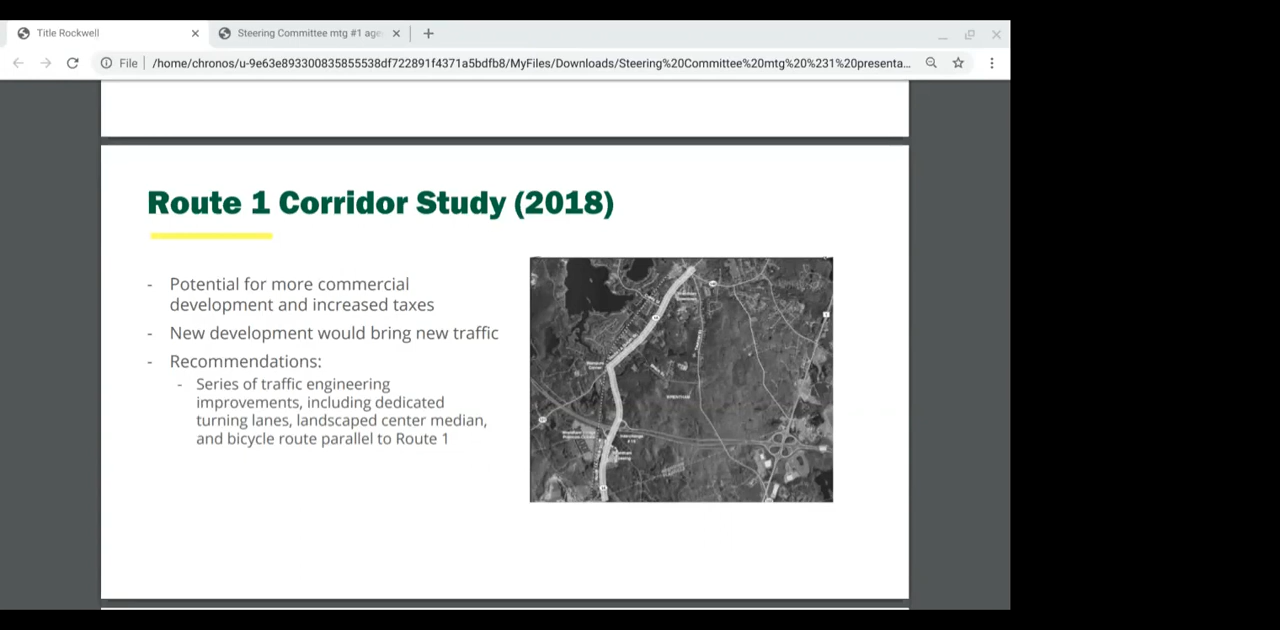 Title Rockwell
Steering Committee mtg #1 age
File
/home/chronos/u-9e63e893300835855538df722891f4371a5bdfb8/MyFiles/Downloads/Steering%20Committee%20mtg%20%231%20presenta...
Route 1 Corridor Study (2018)
- Potential for more commercial
development and increased taxes
- New development would bring new traffic
- Recommendations:
- Series of traffic engineering
improvements, including dedicated
turning lanes, landscaped center median,
and bicycle route parallel to Route 1
WRENTHAM